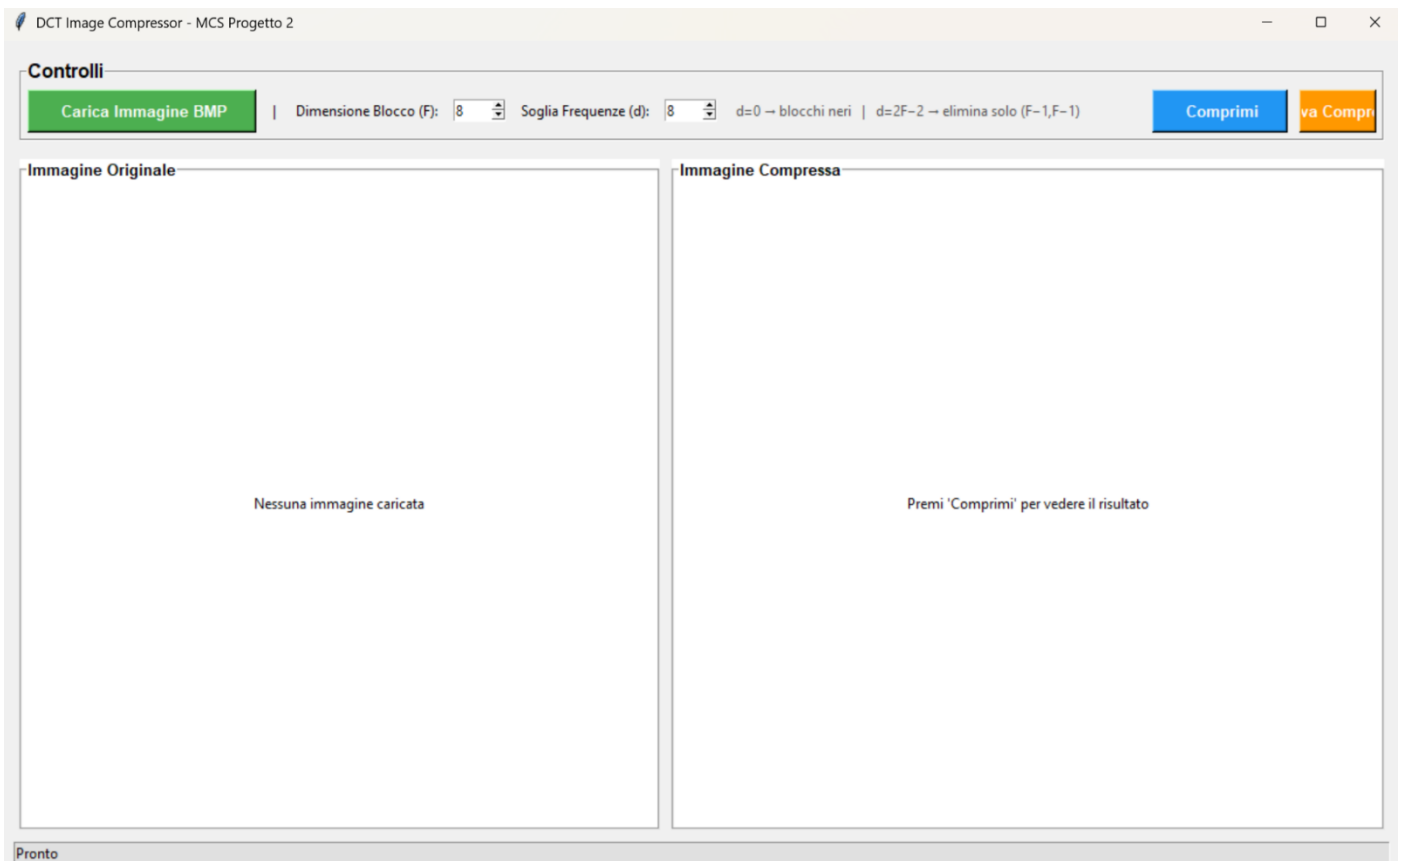 DCT Image Compressor - MCS Progetto 2
Controlli
Carica Immagine BMP | Dimensione Blocco (F): 8 Soglia Frequenze (d): 8 d=0 → blocchi neri | d=2F−2 → elimina solo (F−1,F−1) Comprimi va Compr
Immagine Originale
Immagine Compressa
Nessuna immagine caricata
Premi 'Comprimi' per vedere il risultato
Pronto